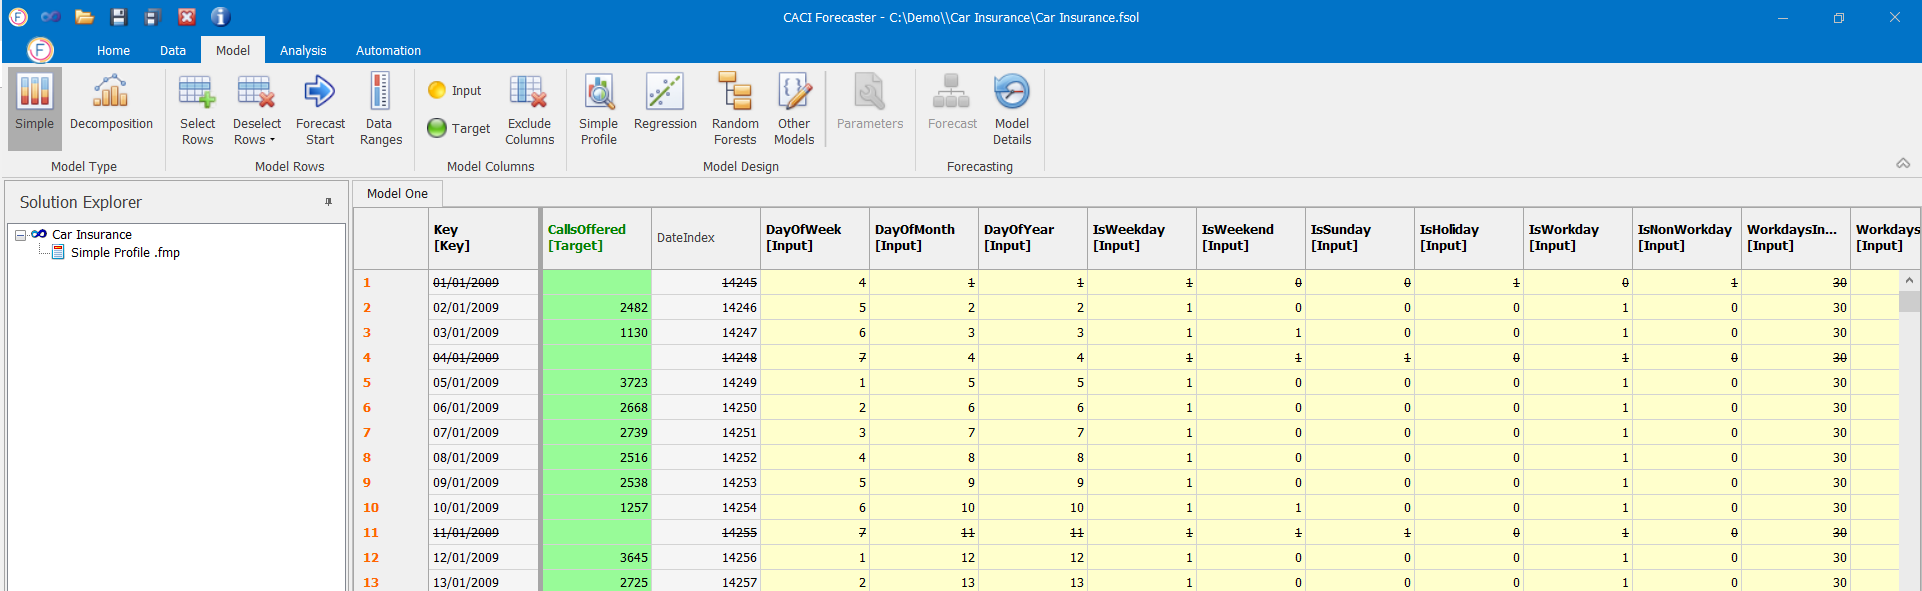 CACI Forecaster - C:\Demo\\Car Insurance\Car Insurance.fsol
Home Data Model Analysis Automation
Simple Decomposition
Model Type
Select Rows Deselect Rows Forecast Start Data Ranges
Model Rows
Input
Target
Exclude Columns
Model Columns
Simple Profile Regression Random Forests Other Models Parameters
Model Design
Forecast Model Details
Forecasting
Solution Explorer
Car Insurance
Simple Profile .fmp
Model One
Key [Key] CallsOffered [Target] DateIndex DayOfWeek [Input] DayOfMonth [Input] DayOfYear [Input] IsWeekday [Input] IsWeekend [Input] IsSunday [Input] IsHoliday [Input] IsWorkday [Input] IsNonWorkday [Input] WorkdaysIn... [Input] Workdays [Input]
1 01/01/2009 14245 4 1 1 1 0 0 1 0 1 30
2 02/01/2009 2482 14246 5 2 2 1 0 0 0 1 0 30
3 03/01/2009 1130 14247 6 3 3 1 1 0 0 1 0 30
4 04/01/2009 14248 7 4 4 1 1 1 0 1 0 30
5 05/01/2009 3723 14249 1 5 5 1 0 0 0 1 0 30
6 06/01/2009 2668 14250 2 6 6 1 0 0 0 1 0 30
7 07/01/2009 2739 14251 3 7 7 1 0 0 0 1 0 30
8 08/01/2009 2516 14252 4 8 8 1 0 0 0 1 0 30
9 09/01/2009 2538 14253 5 9 9 1 0 0 0 1 0 30
10 10/01/2009 1257 14254 6 10 10 1 1 0 0 1 0 30
11 11/01/2009 14255 7 11 11 1 1 1 0 1 0 30
12 12/01/2009 3645 14256 1 12 12 1 0 0 0 1 0 30
13 13/01/2009 2725 14257 2 13 13 1 0 0 0 1 0 30